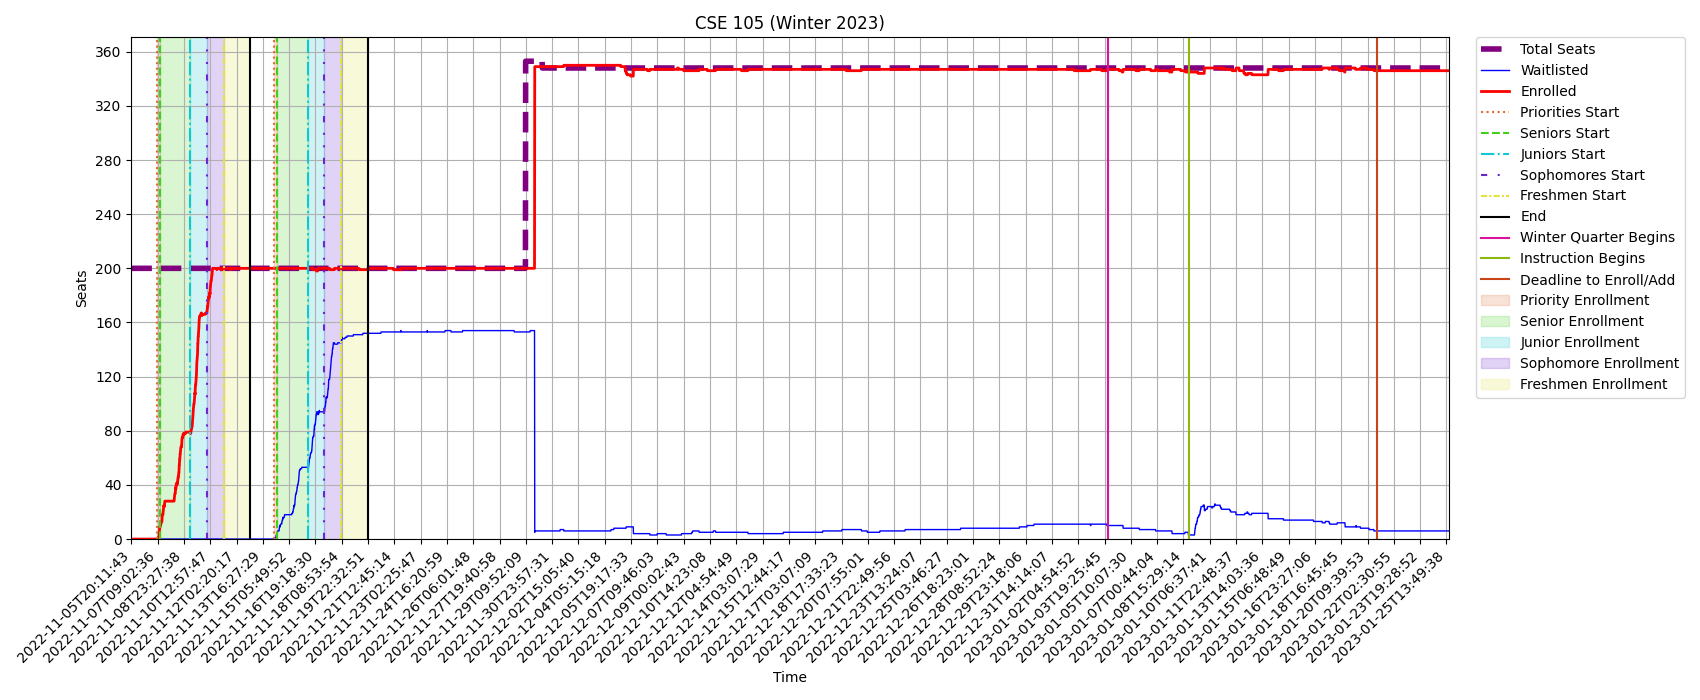 CSE 105 (Winter 2023)
360
320
280
240
200
160
120
80
40
0
Seats
2022-11-05T20:11:43
2022-11-07T09:02:36
2022-11-08T23:27:38
2022-11-10T12:57:47
2022-11-12T02:20:17
2022-11-13T16:27:29
2022-11-15T05:49:52
2022-11-16T19:18:30
2022-11-18T08:53:54
2022-11-19T22:32:51
2022-11-21T12:45:14
2022-11-23T02:25:47
2022-11-24T16:20:59
2022-11-26T06:01:48
2022-11-27T19:40:58
2022-11-29T09:52:09
2022-11-30T23:57:31
2022-12-02T15:05:40
2022-12-04T05:15:18
2022-12-05T19:17:33
2022-12-07T09:46:03
2022-12-09T00:02:43
2022-12-10T14:23:08
2022-12-12T04:54:49
2022-12-14T03:07:29
2022-12-15T12:44:17
2022-12-17T03:07:09
2022-12-18T17:33:23
2022-12-20T07:55:01
2022-12-21T22:49:56
2022-12-23T13:24:07
2022-12-25T03:46:27
2022-12-26T18:23:01
2022-12-28T08:52:24
2022-12-29T23:18:06
2022-12-31T14:14:07
2023-01-02T04:54:52
2023-01-03T19:25:45
2023-01-05T10:07:30
2023-01-07T00:44:04
2023-01-08T15:29:14
2023-01-10T06:37:41
2023-01-11T22:48:37
2023-01-13T14:03:36
2023-01-15T06:48:49
2023-01-16T23:27:06
2023-01-18T16:45:45
2023-01-20T09:39:53
2023-01-22T02:30:55
2023-01-23T19:28:52
2023-01-25T13:49:38
Time
Total Seats
Waitlisted
Enrolled
Priorities Start
Seniors Start
Juniors Start
Sophomores Start
Freshmen Start
End
Winter Quarter Begins
Instruction Begins
Deadline to Enroll/Add
Priority Enrollment
Senior Enrollment
Junior Enrollment
Sophomore Enrollment
Freshmen Enrollment